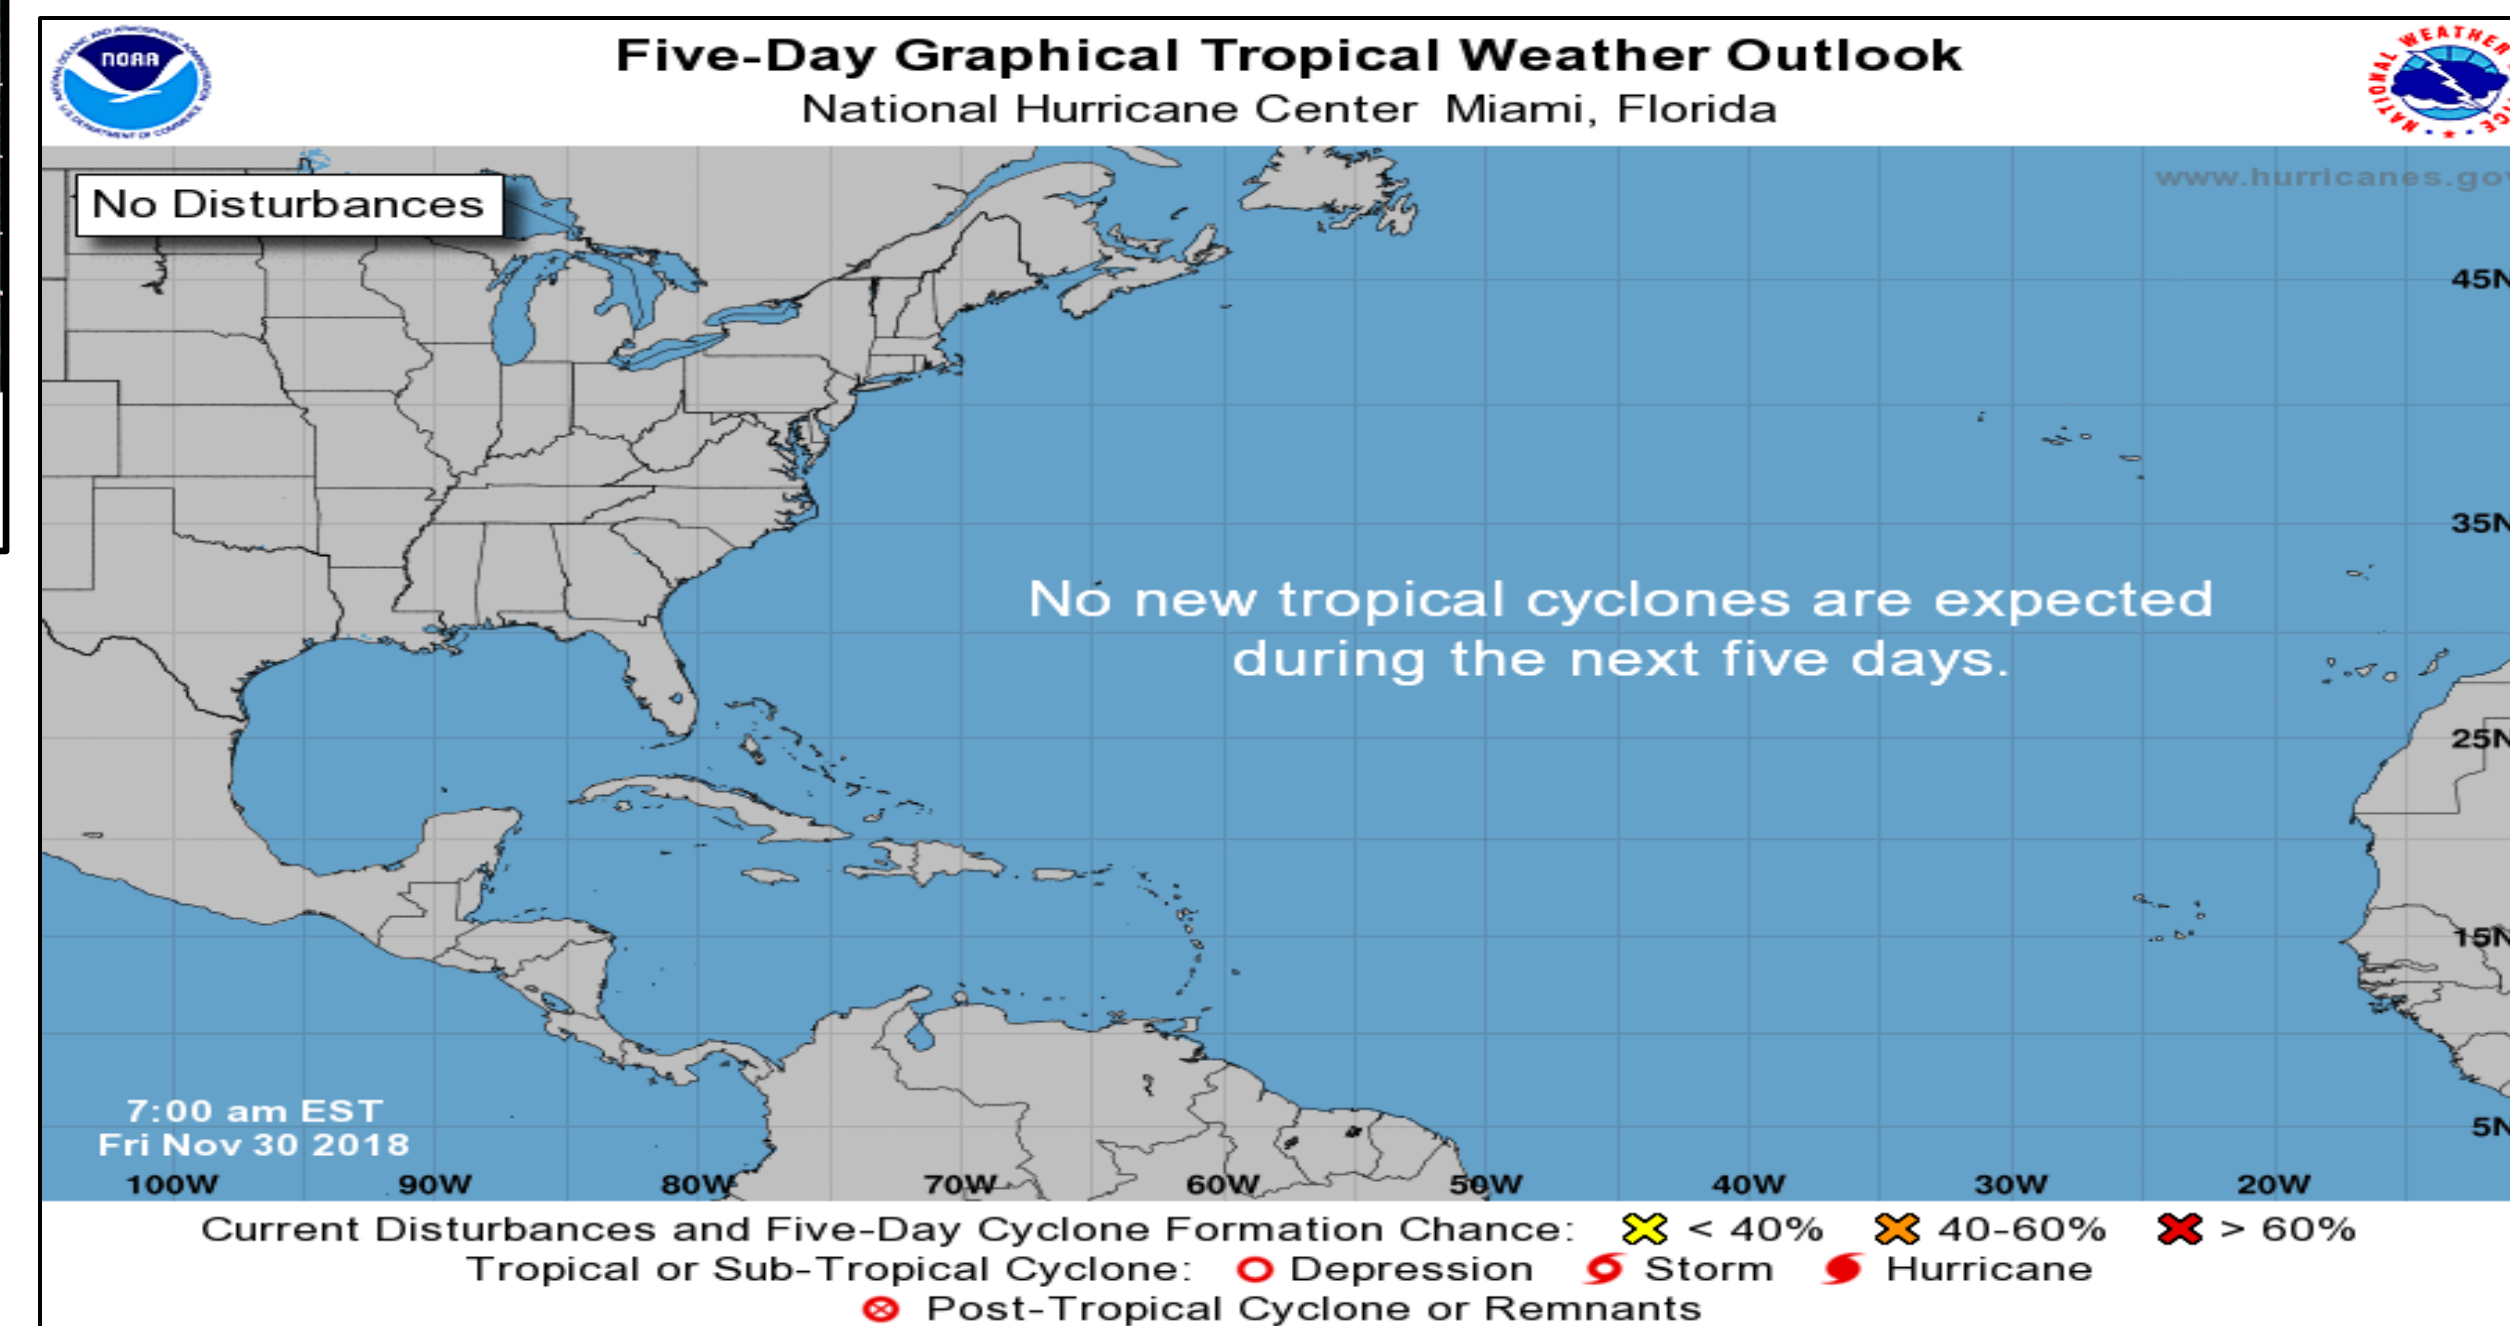 Five-Day Graphical Tropical Weather Outlook
National Hurricane Center Miami, Florida
NOAA
NATIONAL WEATHER
www.hurricanes.gov
No Disturbances
45N
35N
No new tropical cyclones are expected
during the next five days.
25N
15N
7:00 am EST
Fri Nov 30 2018
5N
100W 90W 80W 70W 60W 50W 40W 30W 20W
Current Disturbances and Five-Day Cyclone Formation Chance: < 40% 40-60% > 60%
Tropical or Sub-Tropical Cyclone: Depression Storm Hurricane
Post-Tropical Cyclone or Remnants